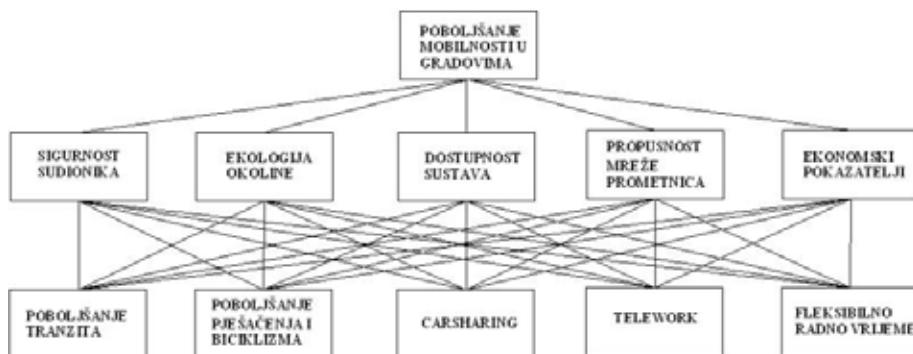 POBOLJŠANJE
MOBILNOSTI U
GRADOVIMA
SIGURNOST
SUDIONIKA
EKOLOGIJA
OKOLINE
DOSTUPNOST
SUSTAVA
PROPUSNOST
MREŽE
PROMETNICA
EKONOMSKI
POKAZATELJI
POBOLJŠANJE
TRANZITA
POBOLJŠANJE
PJEŠAČENJA I
BICIKLIZMA
CARSHARING
TELEWORK
FLEKSIBILNO
RADNO VRIJEME